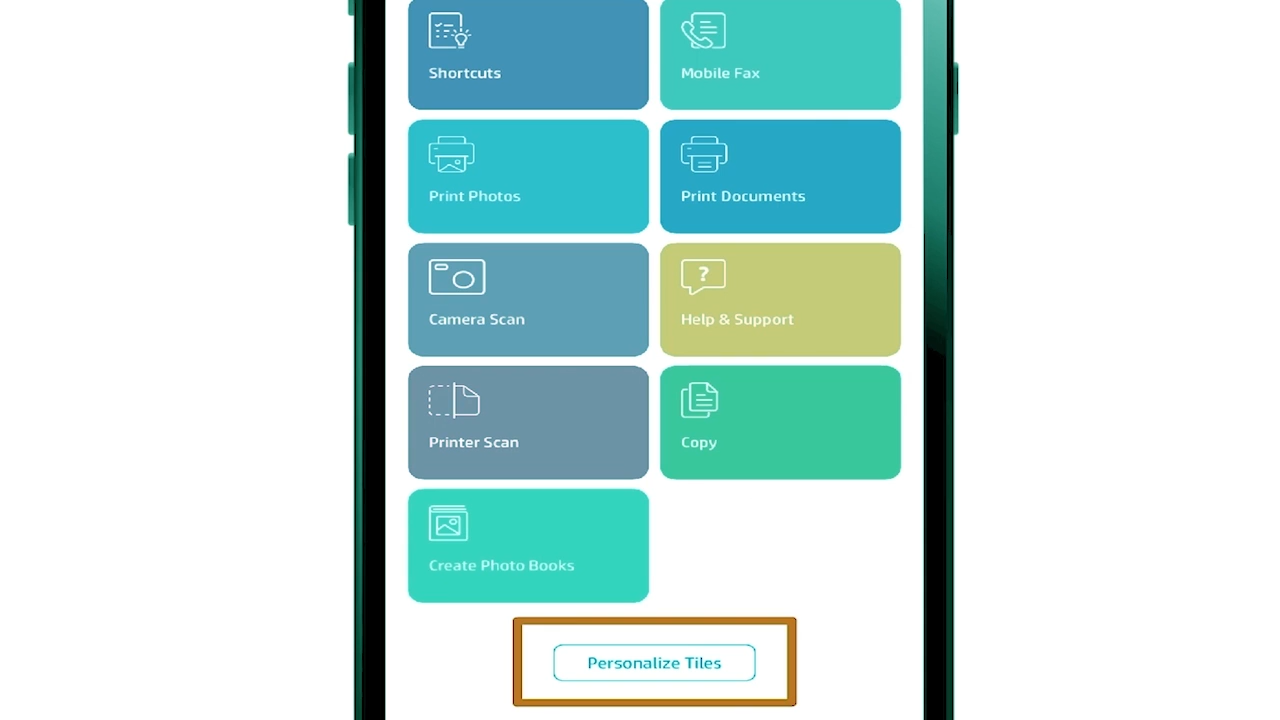 Shortcuts
Mobile Fax
Print Photos
Print Documents
Camera Scan
?
Help & Support
Printer Scan
Copy
Create Photo Books
Personalize Tiles